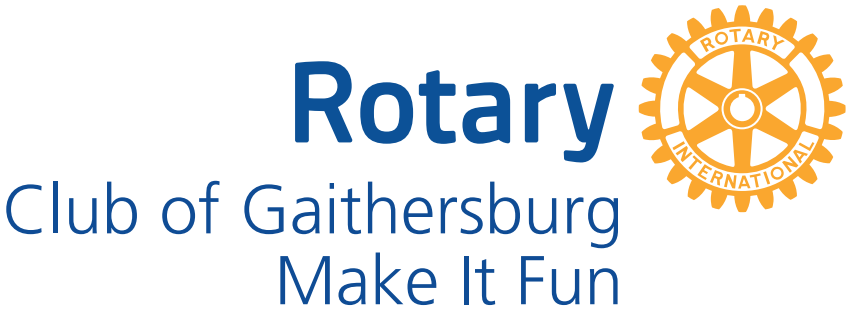 Rotary
Club of Gaithersburg
Make It Fun
ROTARY
INTERNATIONAL